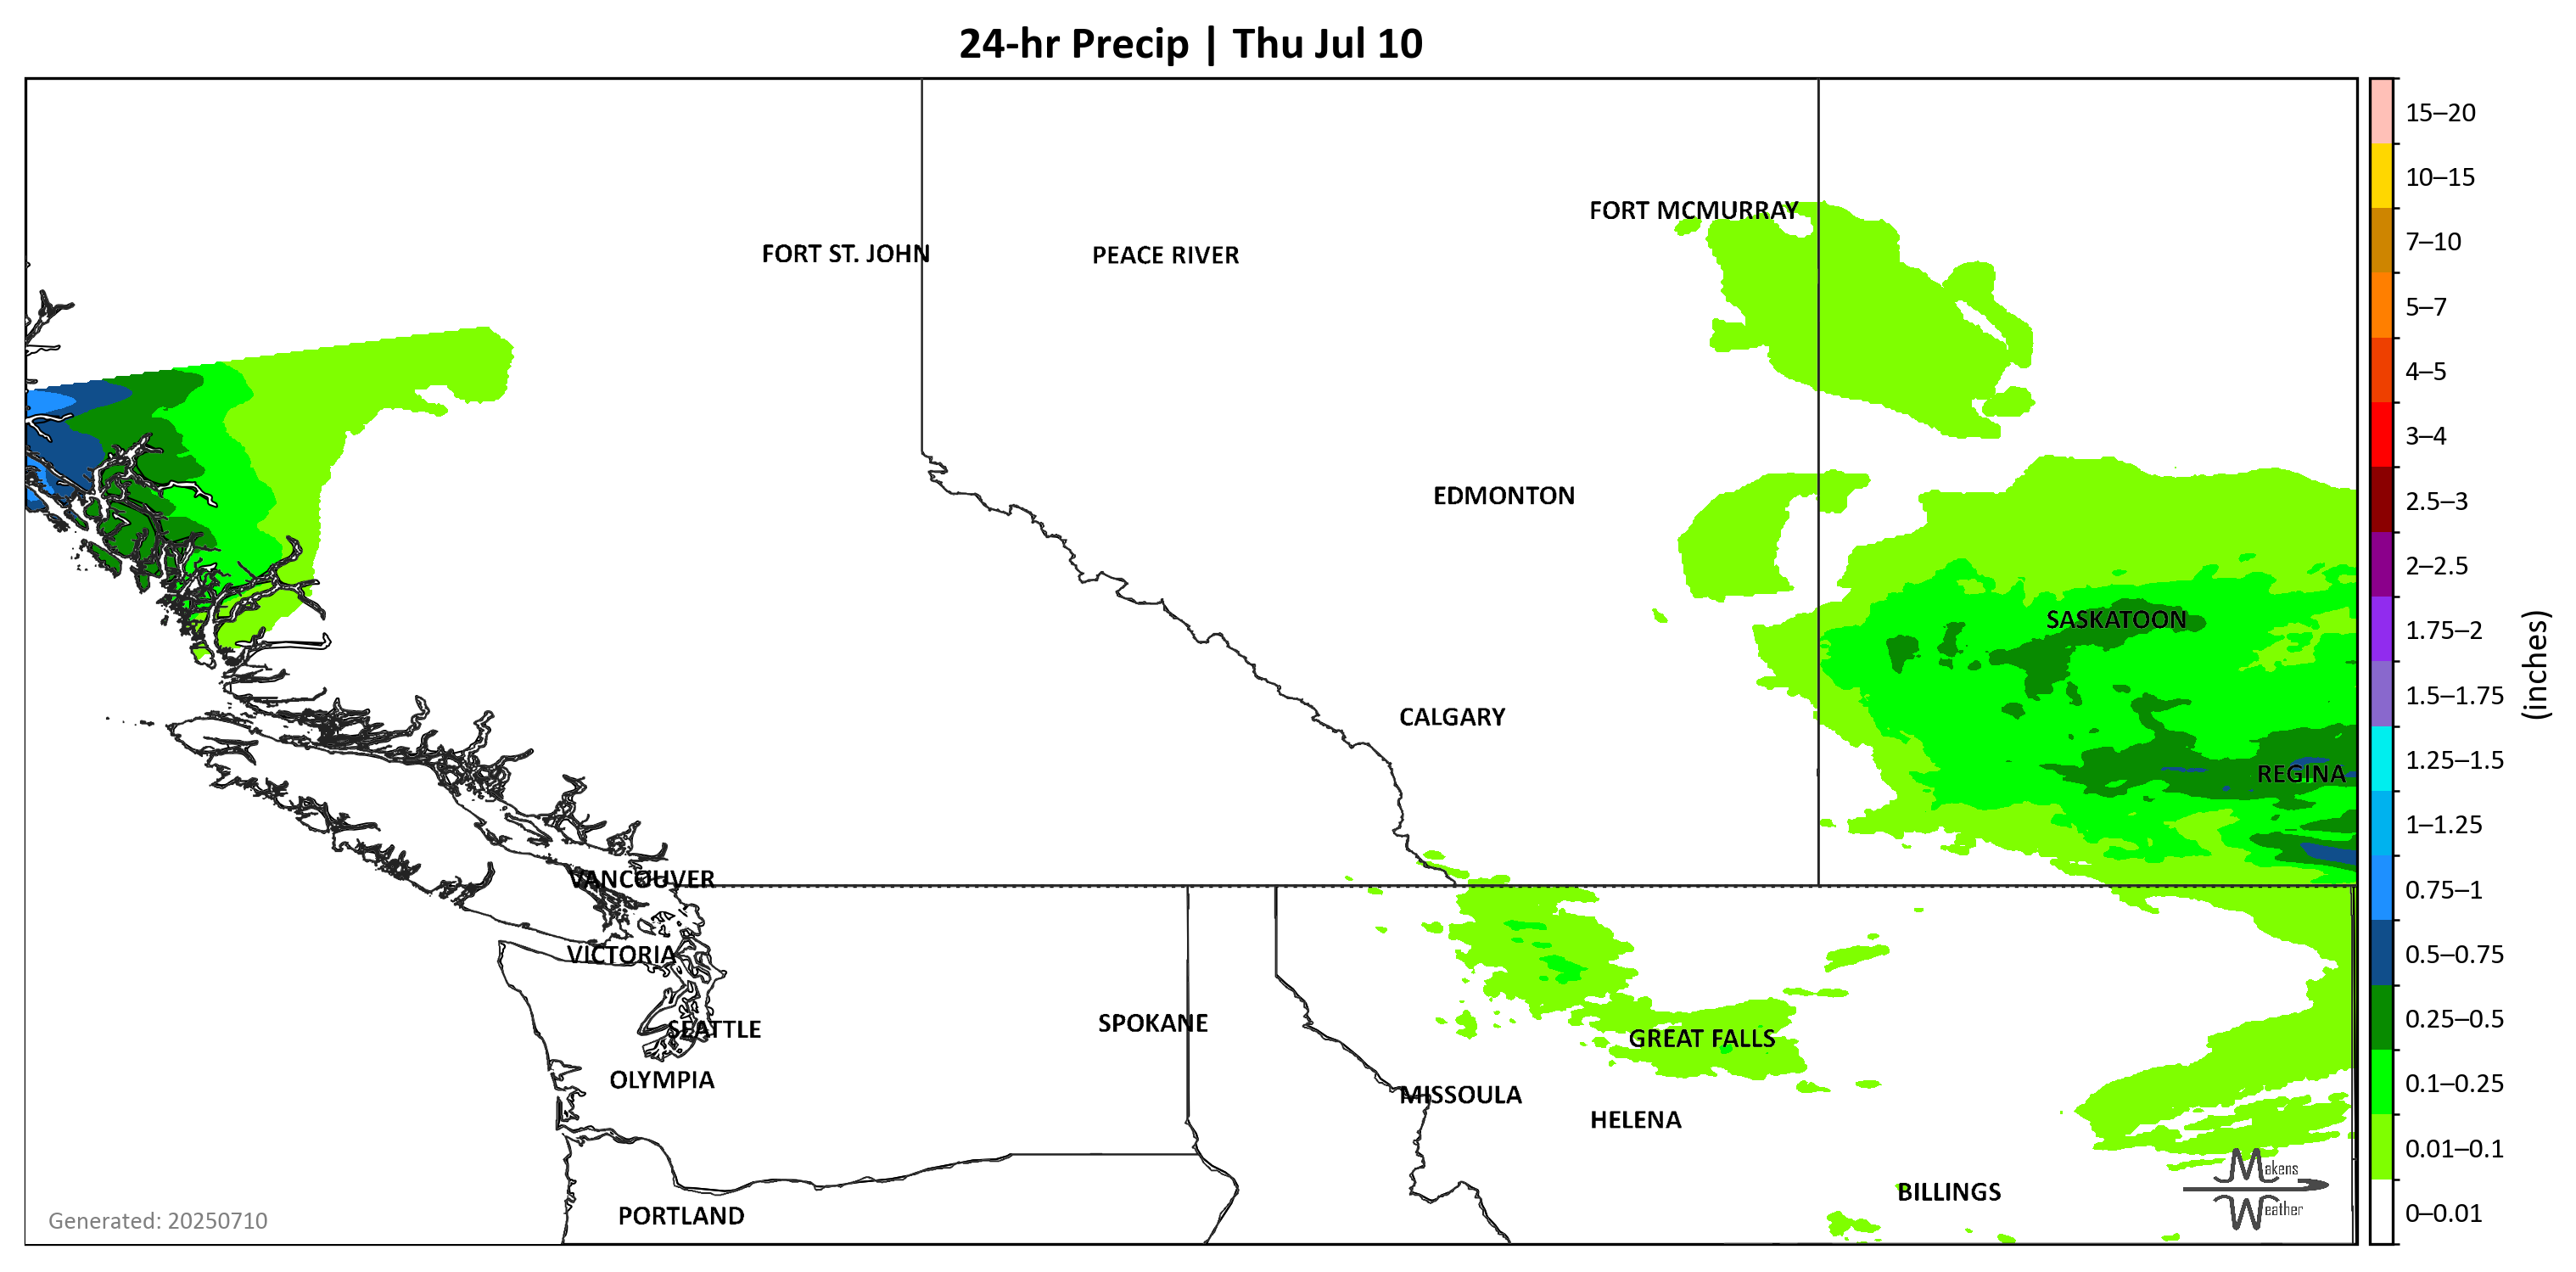 24-hr Precip | Thu Jul 10
FORT MCMURRAY
FORT ST. JOHN
PEACE RIVER
EDMONTON
SASKATOON
CALGARY
REGINA
VANCOUVER
VICTORIA
SEATTLE
SPOKANE
GREAT FALLS
OLYMPIA
MISSOULA
HELENA
BILLINGS
PORTLAND
Makens
Weather
Generated: 20250710
15–20
10–15
7–10
5–7
4–5
3–4
2.5–3
2–2.5
1.75–2
1.5–1.75
1.25–1.5
1–1.25
0.75–1
0.5–0.75
0.25–0.5
0.1–0.25
0.01–0.1
0–0.01
(inches)